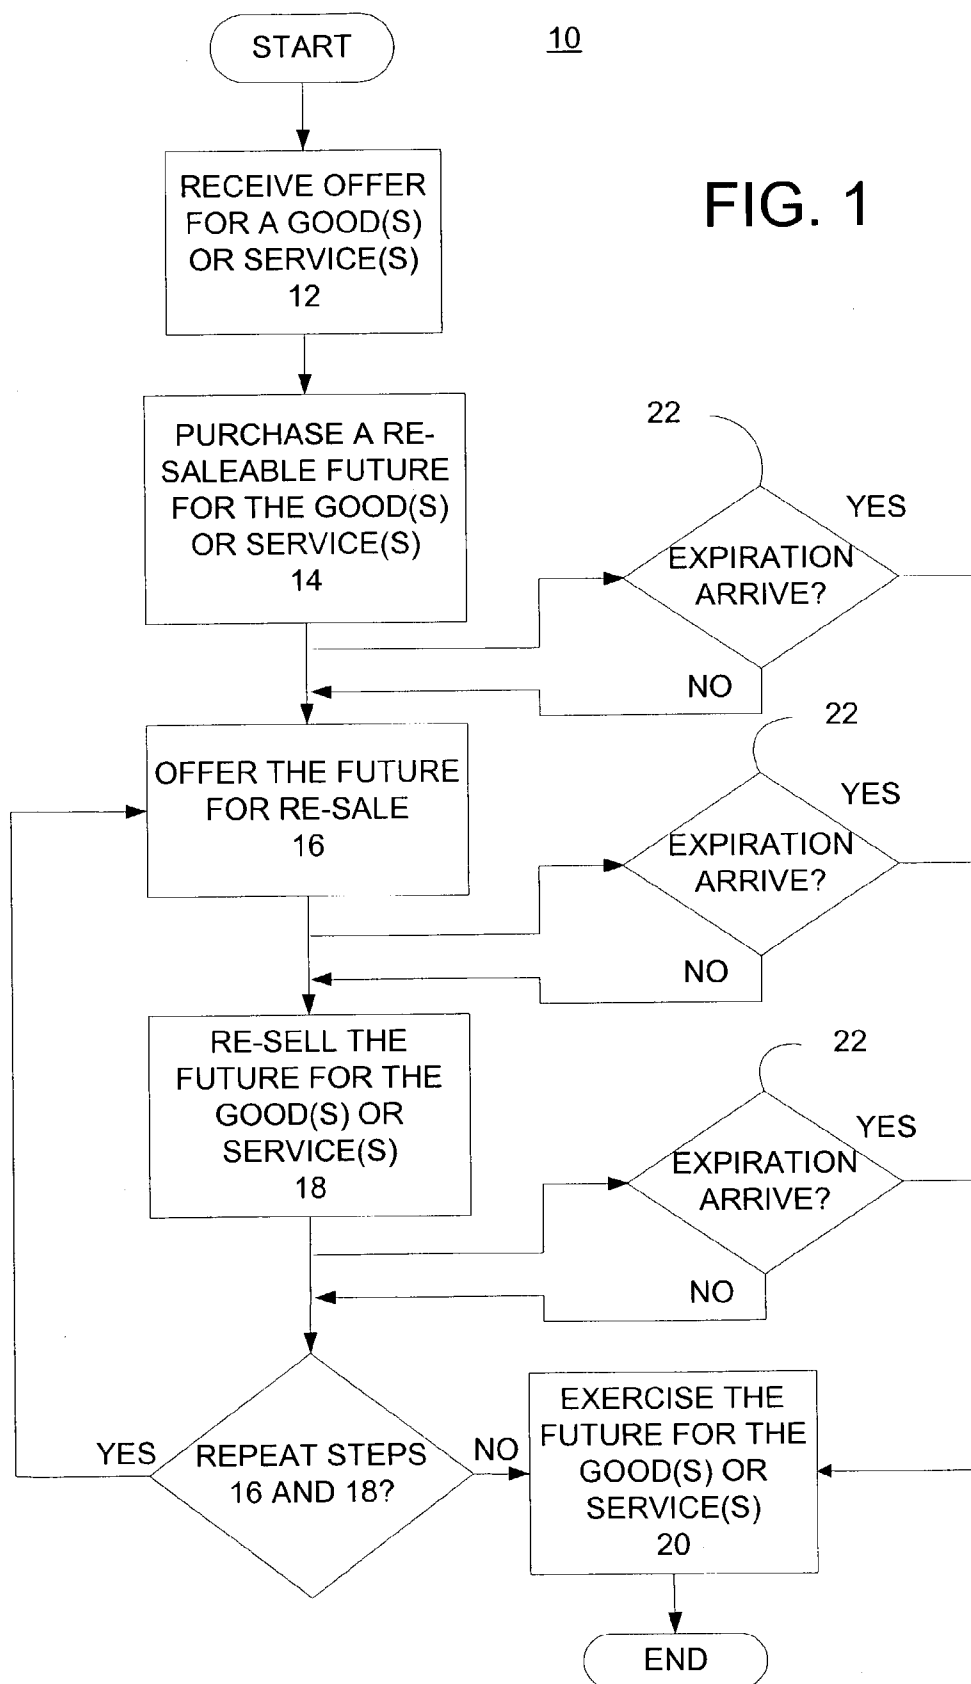 START
10
FIG. 1
RECEIVE OFFER
FOR A GOOD(S)
OR SERVICE(S)
12
PURCHASE A RE-
SALEABLE FUTURE
FOR THE GOOD(S)
OR SERVICE(S)
14
22
EXPIRATION
ARRIVE?
YES
NO
OFFER THE FUTURE
FOR RE-SALE
16
22
EXPIRATION
ARRIVE?
YES
NO
RE-SELL THE
FUTURE FOR THE
GOOD(S) OR
SERVICE(S)
18
22
EXPIRATION
ARRIVE?
YES
NO
REPEAT STEPS
16 AND 18?
YES
NO
EXERCISE THE
FUTURE FOR THE
GOOD(S) OR
SERVICE(S)
20
END